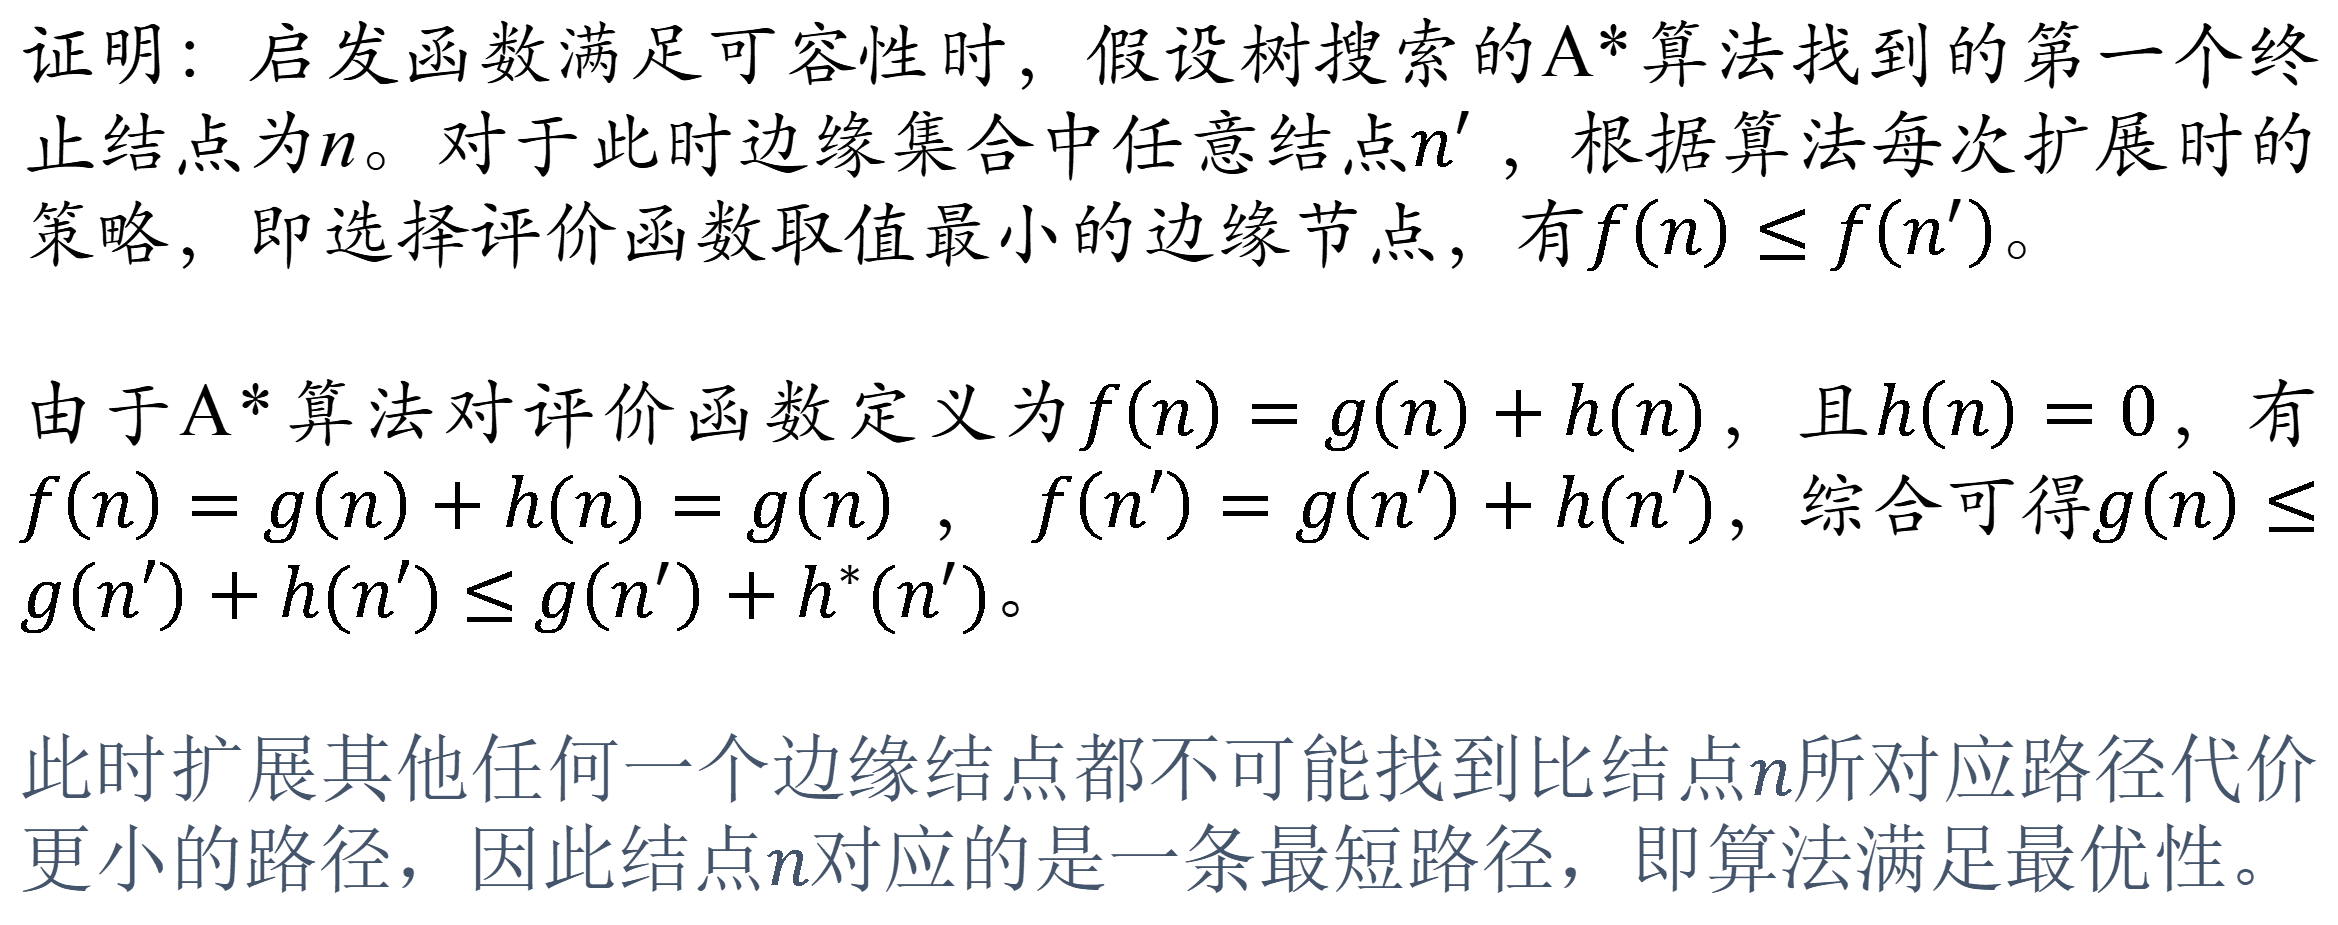 证明：启发函数满足可容性时，假设树搜索的A*算法找到的第一个终
止结点为n。对于此时边缘集合中任意结点n′，根据算法每次扩展时的
策略，即选择评价函数取值最小的边缘节点，有f(n) ≤ f(n′)。
由于A*算法对评价函数定义为f(n) = g(n) + h(n)，且h(n) = 0，有
f(n) = g(n) + h(n) = g(n) ， f(n′) = g(n′) + h(n′)，综合可得g(n) ≤
g(n′) + h(n′) ≤ g(n′) + h*(n′)。
此时扩展其他任何一个边缘结点都不可能找到比结点n所对应路径代价
更小的路径，因此结点n对应的是一条最短路径，即算法满足最优性。